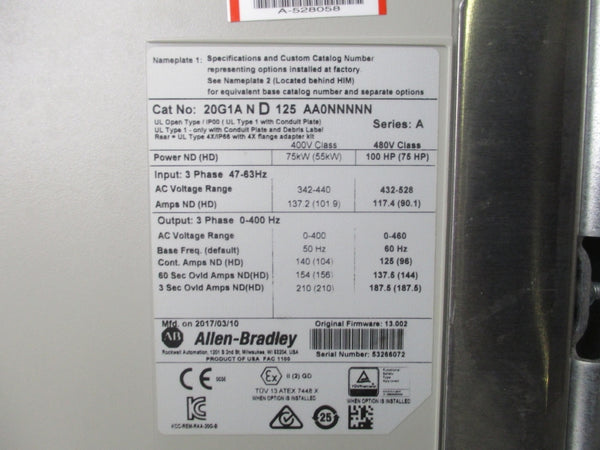 A-528058
Nameplate 1: Specifications and Custom Catalog Number
representing options installed at factory.
See Nameplate 2 (Located behind HIM)
for equivalent base catalog number and separate options
Cat No: 20G1A N D 125 AA0NNNNN
UL Open Type / IP00 ( UL Type 1 with Conduit Plate)
UL Type 1 - only with Conduit Plate and Debris Label
Rear = UL Type 4X/IP66 with 4X flange adapter kit
Series: A
400V Class 480V Class
Power ND (HD) 75kW (55kW) 100 HP (75 HP)
Input: 3 Phase 47-63Hz
AC Voltage Range 342-440 432-528
Amps ND (HD) 137.2 (101.9) 117.4 (90.1)
Output: 3 Phase 0-400 Hz
AC Voltage Range 0-400 0-460
Base Freq. (default) 50 Hz 60 Hz
Cont. Amps ND (HD) 140 (104) 125 (96)
60 Sec Ovld Amps ND(HD) 154 (156) 137.5 (144)
3 Sec Ovld Amps ND(HD) 210 (210) 187.5 (187.5)
Mfd. on 2017/03/10
Original Firmware: 13.002
AB Allen-Bradley
Rockwell Automation, 1201 S 2nd St, Milwaukee, WI 53204, USA
PRODUCT OF USA FAC 1100
Serial Number: 53266072
CE
Ex II (2) GD
TÜV 13 ATEX 7448 X
WHEN OPTION IS INSTALLED
Functional
Safety
WHEN OPTION IS INSTALLED
25
KCC-REM-RAA-20G-B